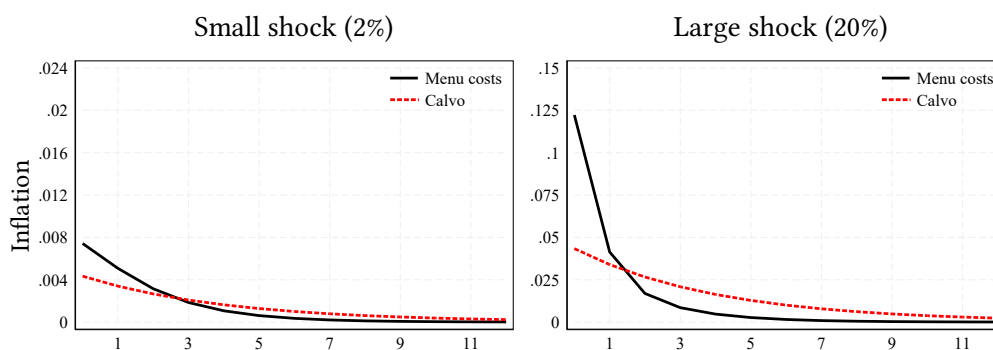 Small shock (2%)
Large shock (20%)
Inflation
.024
.02
.016
.012
.008
.004
0
Menu costs
Calvo
1 3 5 7 9 11
.15
.125
.1
.075
.05
.025
0
Menu costs
Calvo
1 3 5 7 9 11